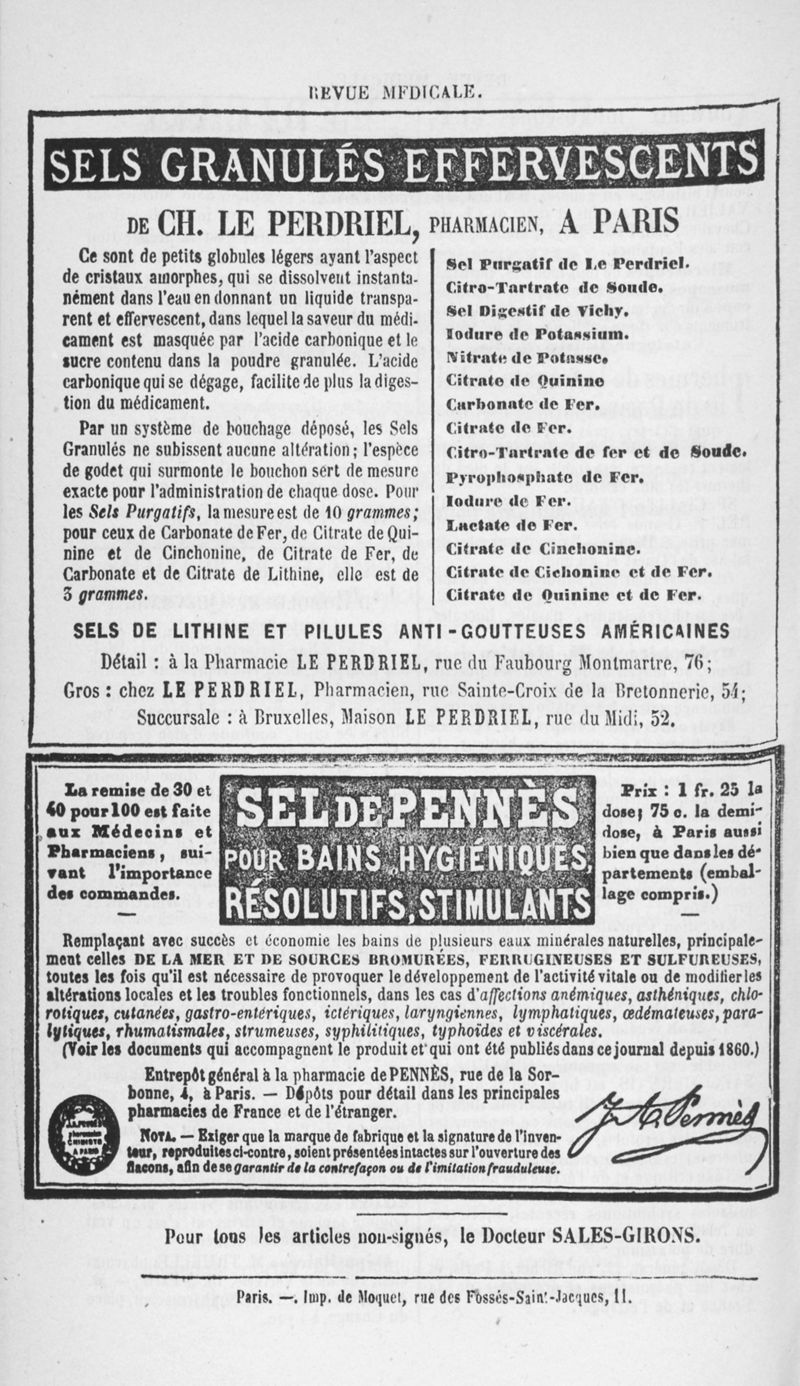 REVUE MEDICALE.
SELS GRANULÉS EFFERVESCENTS
DE CH. LE PERDRIEL, PHARMACIEN, A PARIS
Ce sont de petits globules légers ayant l'aspect
de cristaux amorphes, qui se dissolvent instanta-
nément dans l'eau en donnant un liquide transpa-
rent et effervescent, dans lequel la saveur du médi-
cament est masquée par l'acide carbonique et le
sucre contenu dans la poudre granulée. L'acide
carbonique qui se dégage, facilite de plus la diges-
tion du médicament.
Par un système de bouchage déposé, les Sels
Granulés ne subissent aucune altération; l'espèce
de godet qui surmonte le bouchon sert de mesure
exacte pour l'administration de chaque dose. Pour
les Sels Purgatifs, la mesure est de 10 grammes;
pour ceux de Carbonate de Fer, de Citrate de Qui-
nine et de Cinchonine, de Citrate de Fer, de
Carbonate et de Citrate de Lithine, elle est de
3 grammes.
Sel Purgatif de Le Perdriel.
Citro-Tartrate de Soude.
Sel Digestif de Vichy.
Iodure de Potassium.
Nitrate de Potasse.
Citrate de Quinine
Carbonate de Fer.
Citrate de Fer.
Citro-Tartrate de fer et de Soude.
Pyrophosphate de Fer.
Iodure de Fer.
Lactate de Fer.
Citrate de Cinchonine.
Citrate de Cichonine et de Fer.
Citrate de Quinine et de Fer.
SELS DE LITHINE ET PILULES ANTI-GOUTTEUSES AMÉRICAINES
Détail : à la Pharmacie LE PERDRIEL, rue du Faubourg Montmartre, 76;
Gros : chez LE PERDRIEL, Pharmacien, rue Sainte-Croix de la Bretonnerie, 54;
Succursale : à Bruxelles, Maison LE PERDRIEL, rue du Midi, 52.
La remise de 30 et
40 pour 100 est faite
aux Médecins et
Pharmaciens, sui-
vant l'importance
des commandes.
SEL DE PENNÈS
POUR BAINS HYGIÉNIQUES,
RÉSOLUTIFS, STIMULANTS
Prix : 1 fr. 25 la
dose; 75 c. la demi-
dose, à Paris aussi
bien que dans les dé-
partements (embal-
lage compris.)
Remplaçant avec succès et économie les bains de plusieurs eaux minérales naturelles, principale-
ment celles DE LA MER ET DE SOURCES BROMURÉES, FERRUGINEUSES ET SULFUREUSES,
toutes les fois qu'il est nécessaire de provoquer le développement de l'activité vitale ou de modifier les
altérations locales et les troubles fonctionnels, dans les cas d'affections anémiques, asthéniques, chlo-
rotiques, cutanées, gastro-entériques, ictériques, laryngiennes, lymphatiques, œdémateuses, para-
lytiques, rhumatismales, strumeuses, syphilitiques, typhoïdes et viscérales.
(Voir les documents qui accompagnent le produit et qui ont été publiés dans ce journal depuis 1860.)
Entrepôt général à la pharmacie de PENNÈS, rue de la Sor-
bonne, 4, à Paris. — Dépôts pour détail dans les principales
pharmacies de France et de l'étranger.
NOTA. — Exiger que la marque de fabrique et la signature de l'inven-
teur, reproduites ci-contre, soient présentées intactes sur l'ouverture des
flacons, afin de se garantir de la contrefaçon ou de l'imitation frauduleuse.
J. A. Pennès
J.A. PENNÈS
pharmacien
CHIMISTE
A PARIS
Pour tous les articles non-signés, le Docteur SALES-GIRONS.
Paris. — Imp. de Moquet, rue des Fossés-Saint-Jacques, 11.